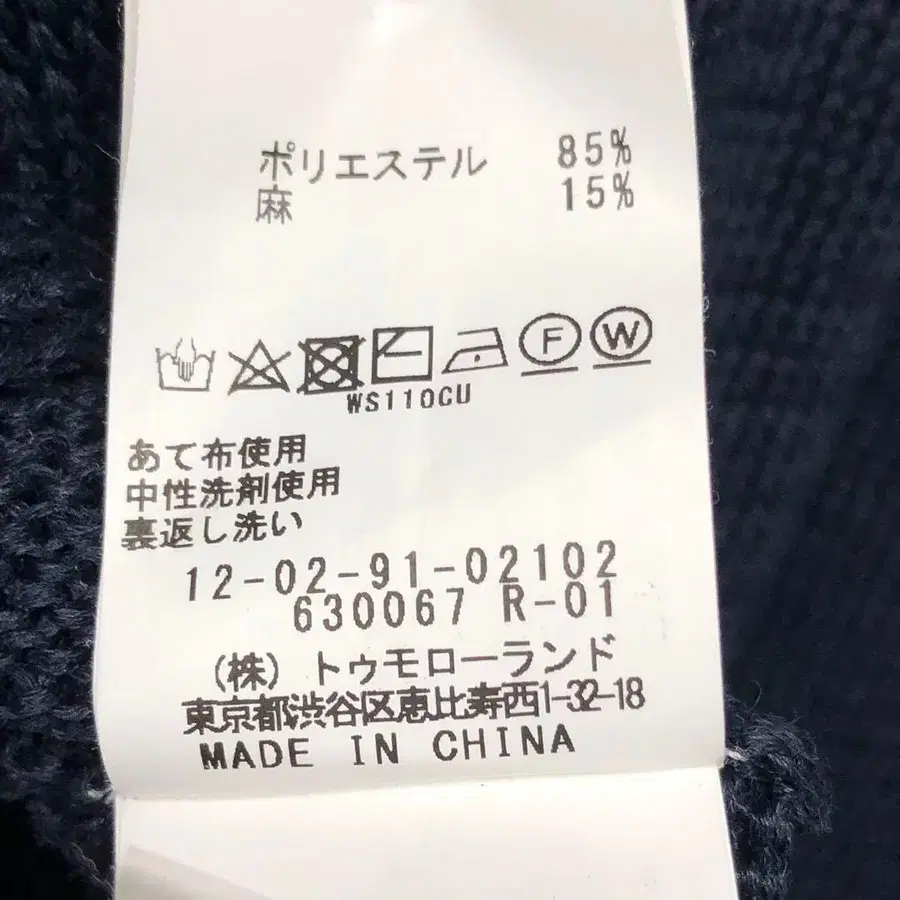 ポリエステル 85%
麻 15%
F W
WS110CU
あて布使用
中性洗剤使用
裏返し洗い
12-02-91-02102
630067 R-01
(株) トゥモローランド
東京都渋谷区恵比寿西1-32-18
MADE IN CHINA